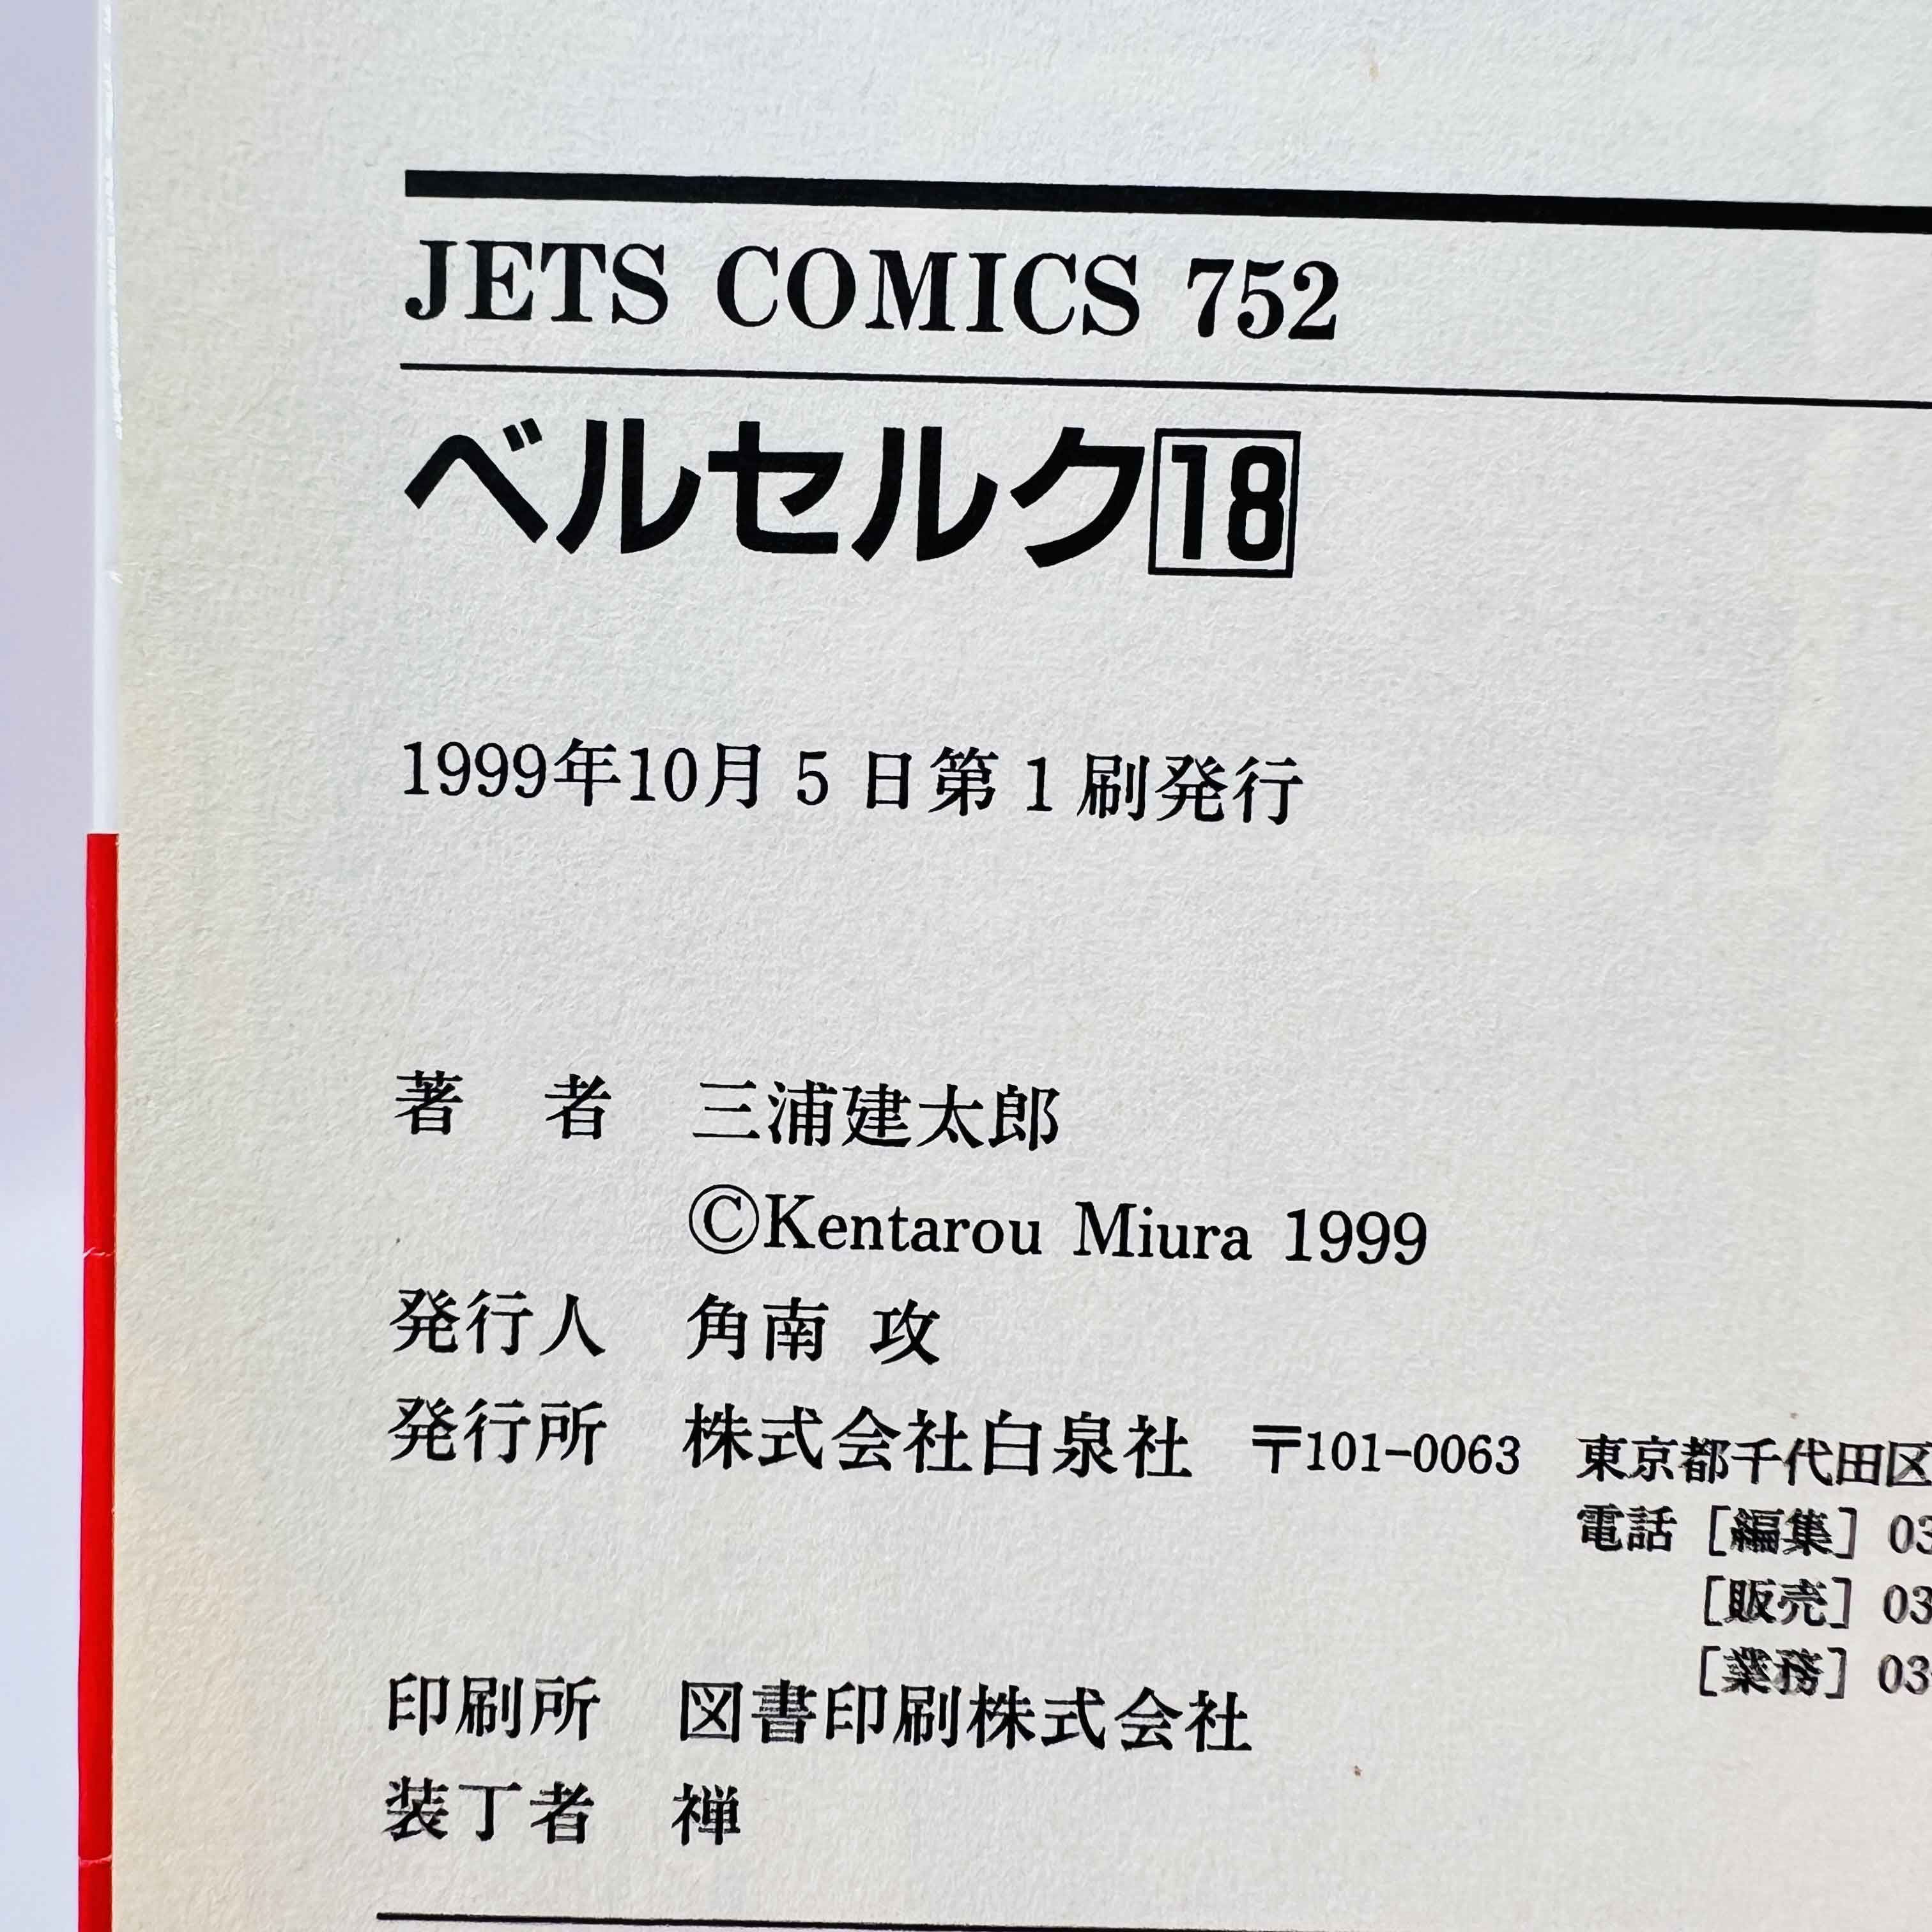 JETS COMICS 752
ベルセルク18
1999年10月5日第1刷発行
著　者　三浦建太郎
©Kentarou Miura 1999
発行人　角南 攻
発行所　株式会社白泉社　〒101-0063　東京都千代田区
電話［編集］03
［販売］03
［業務］03
印刷所　図書印刷株式会社
装丁者　禅